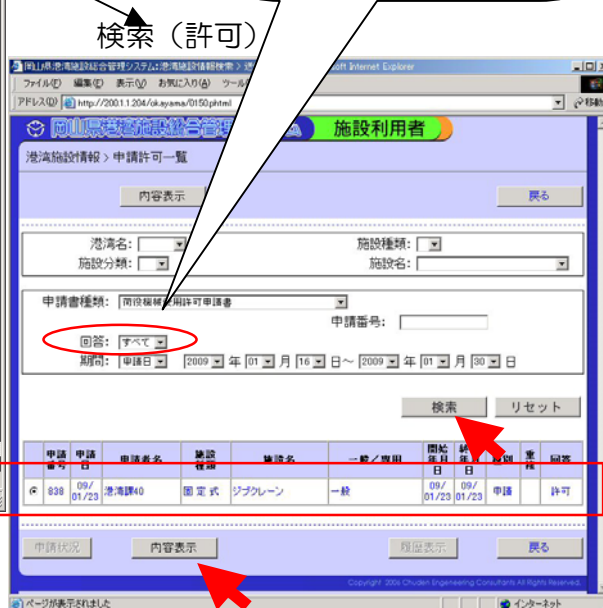 検索（許可）
岡山県港湾施設総合管理システム:港湾施設情報検索
oft Internet Explorer
ファイル(F) 編集(E) 表示(V) お気に入り(A) ツール
アドレス(D) http://200.1.1.204/okayama/0150.phtml 移動
岡山県港湾施設総合管理 施設利用者
港湾施設情報 > 申請許可一覧
内容表示 戻る
港湾名: 施設種類:
施設分類: 施設名:
申請書種類: 荷役機械使用許可申請書
申請番号:
回答: すべて
期間: 申請日 2009 年 01 月 16 日～ 2009 年 01 月 30 日
検索 リセット
申請番号 申請日 申請者名 施設種類 施設名 一般／専用 開始年月日 回答
838 09/01/23 港湾課40 固定式 ジブクレーン 一般 09/01/23 09/01/23 申請 許可
申請状況 内容表示 履歴表示 戻る
Copyright 2006 Chuden Engineering Consultants All Rights Reserved.
ページが表示されました インターネット